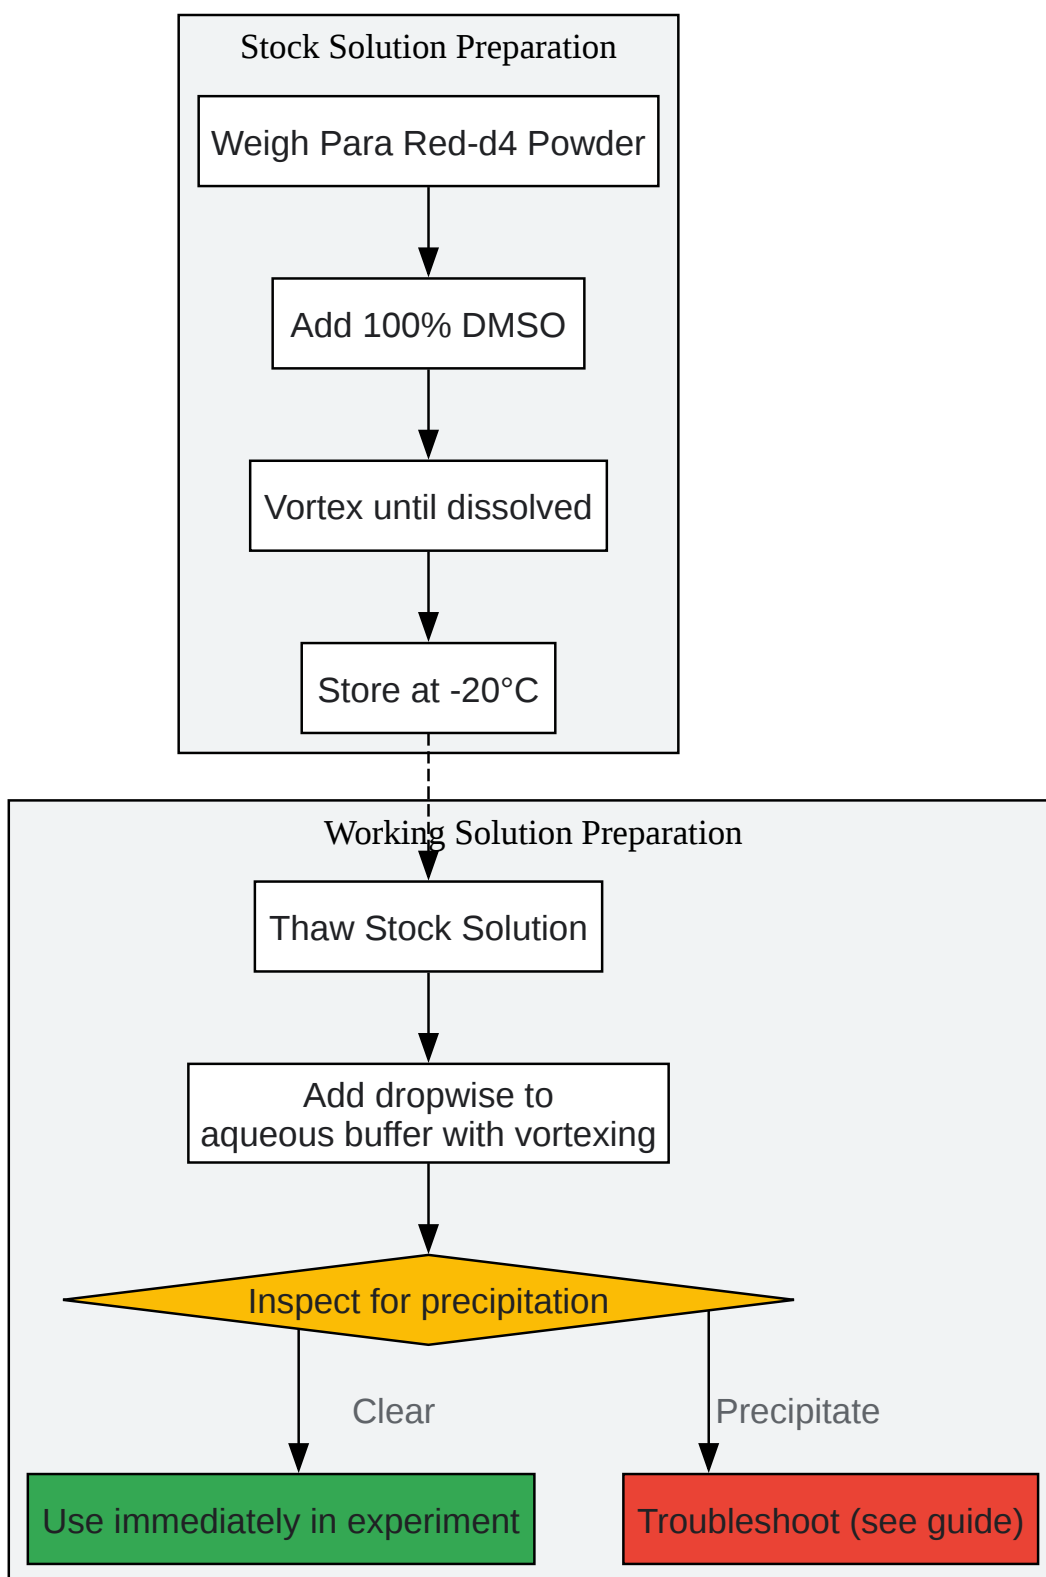 Stock Solution Preparation
Weigh Para Red-d4 Powder
Add 100% DMSO
Vortex until dissolved
Store at -20°C
Working Solution Preparation
Thaw Stock Solution
Add dropwise to
aqueous buffer with vortexing
Inspect for precipitation
Clear
Precipitate
Use immediately in experiment
Troubleshoot (see guide)